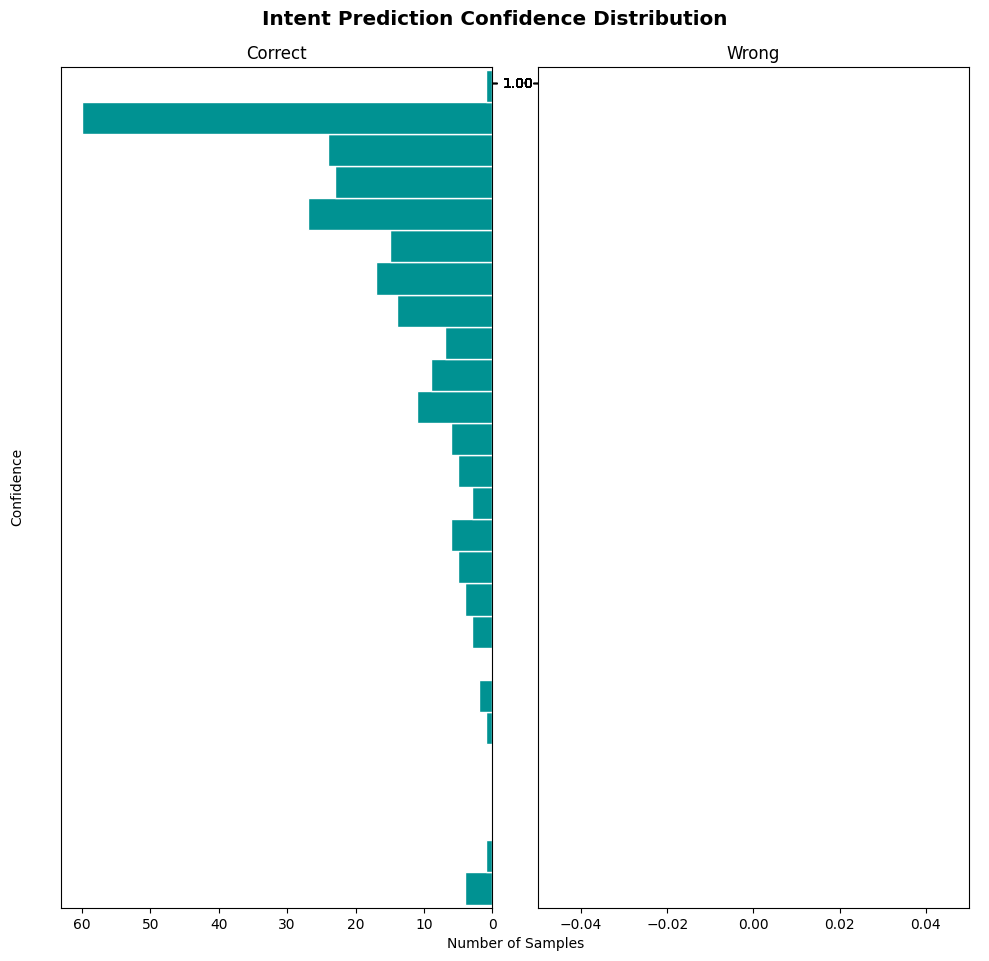 Intent Prediction Confidence Distribution
Correct
Wrong
1.00
Confidence
60 50 40 30 20 10 0
−0.04 −0.02 0.00 0.02 0.04
Number of Samples